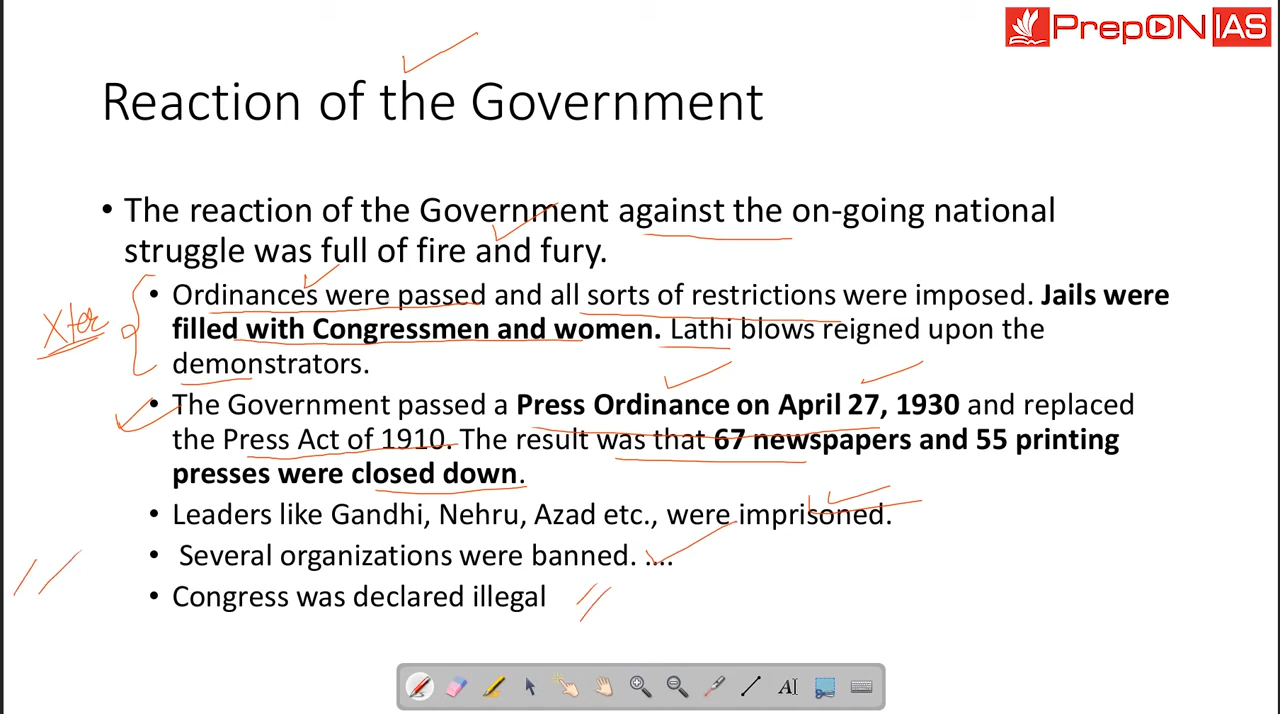 PrepON IAS
Reaction of the Government
• The reaction of the Government against the on-going national
struggle was full of fire and fury.
• Ordinances were passed and all sorts of restrictions were imposed. Jails were
filled with Congressmen and women. Lathi blows reigned upon the
demonstrators.
Xter
• The Government passed a Press Ordinance on April 27, 1930 and replaced
the Press Act of 1910. The result was that 67 newspapers and 55 printing
presses were closed down.
• Leaders like Gandhi, Nehru, Azad etc., were imprisoned.
• Several organizations were banned. ....
• Congress was declared illegal
AI